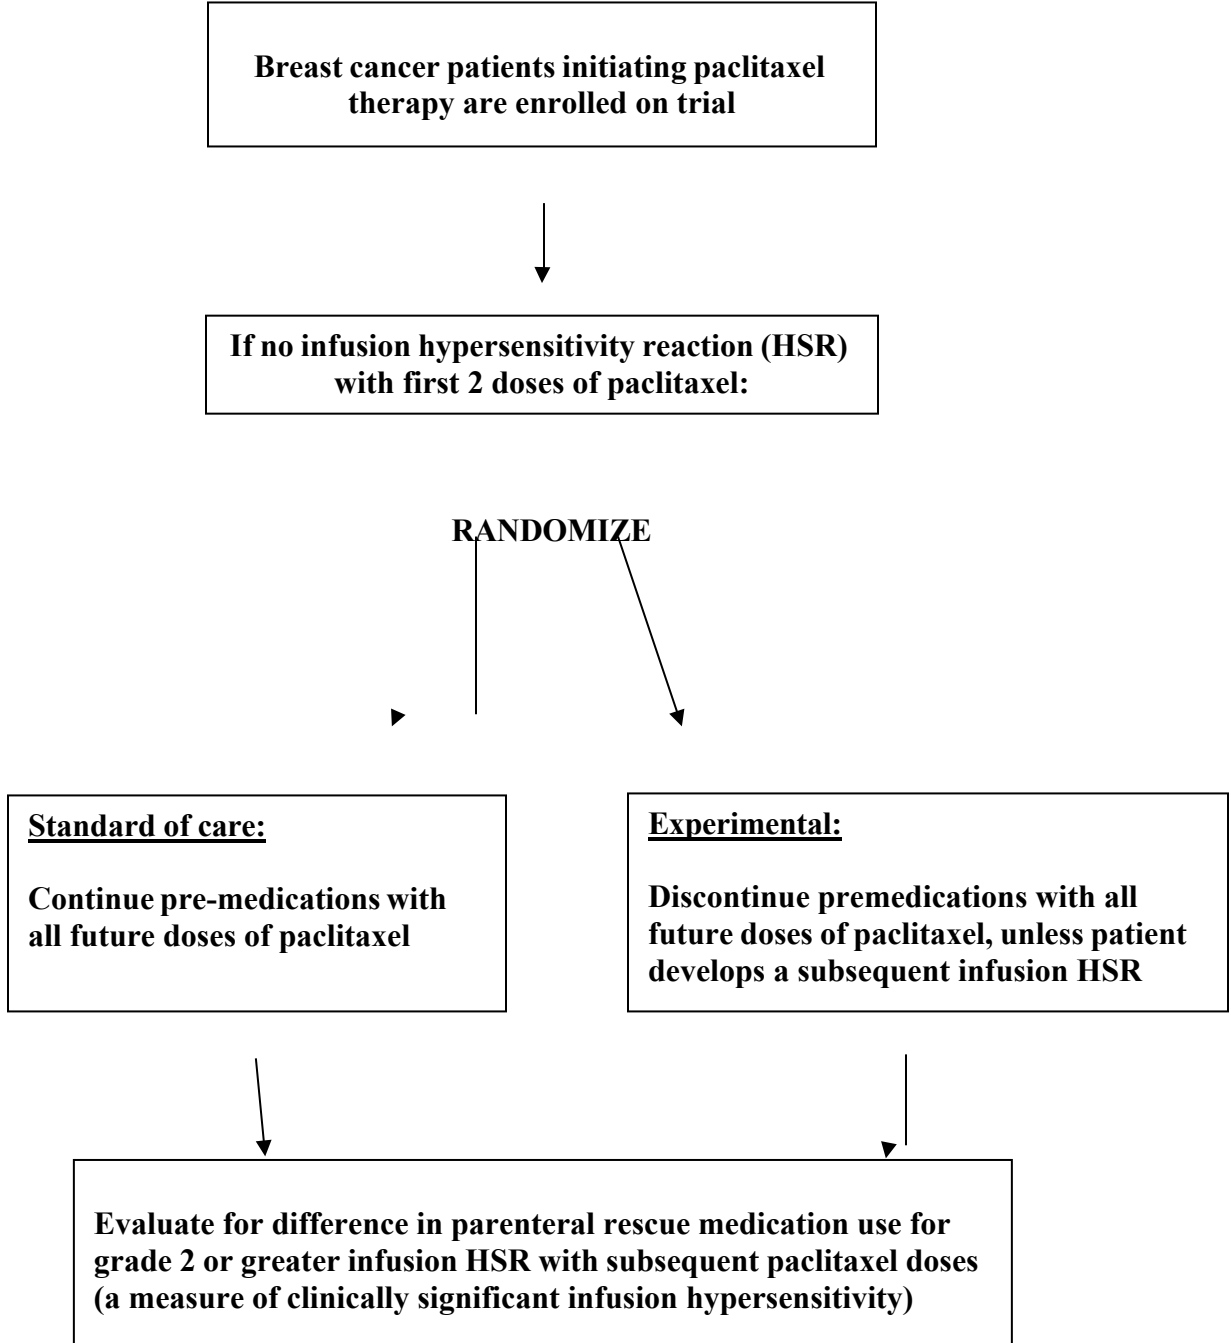 Breast cancer patients initiating paclitaxel
therapy are enrolled on trial
If no infusion hypersensitivity reaction (HSR)
with first 2 doses of paclitaxel:
RANDOMIZE
Standard of care:
Continue pre-medications with
all future doses of paclitaxel
Experimental:
Discontinue premedications with all
future doses of paclitaxel, unless patient
develops a subsequent infusion HSR
Evaluate for difference in parenteral rescue medication use for
grade 2 or greater infusion HSR with subsequent paclitaxel doses
(a measure of clinically significant infusion hypersensitivity)